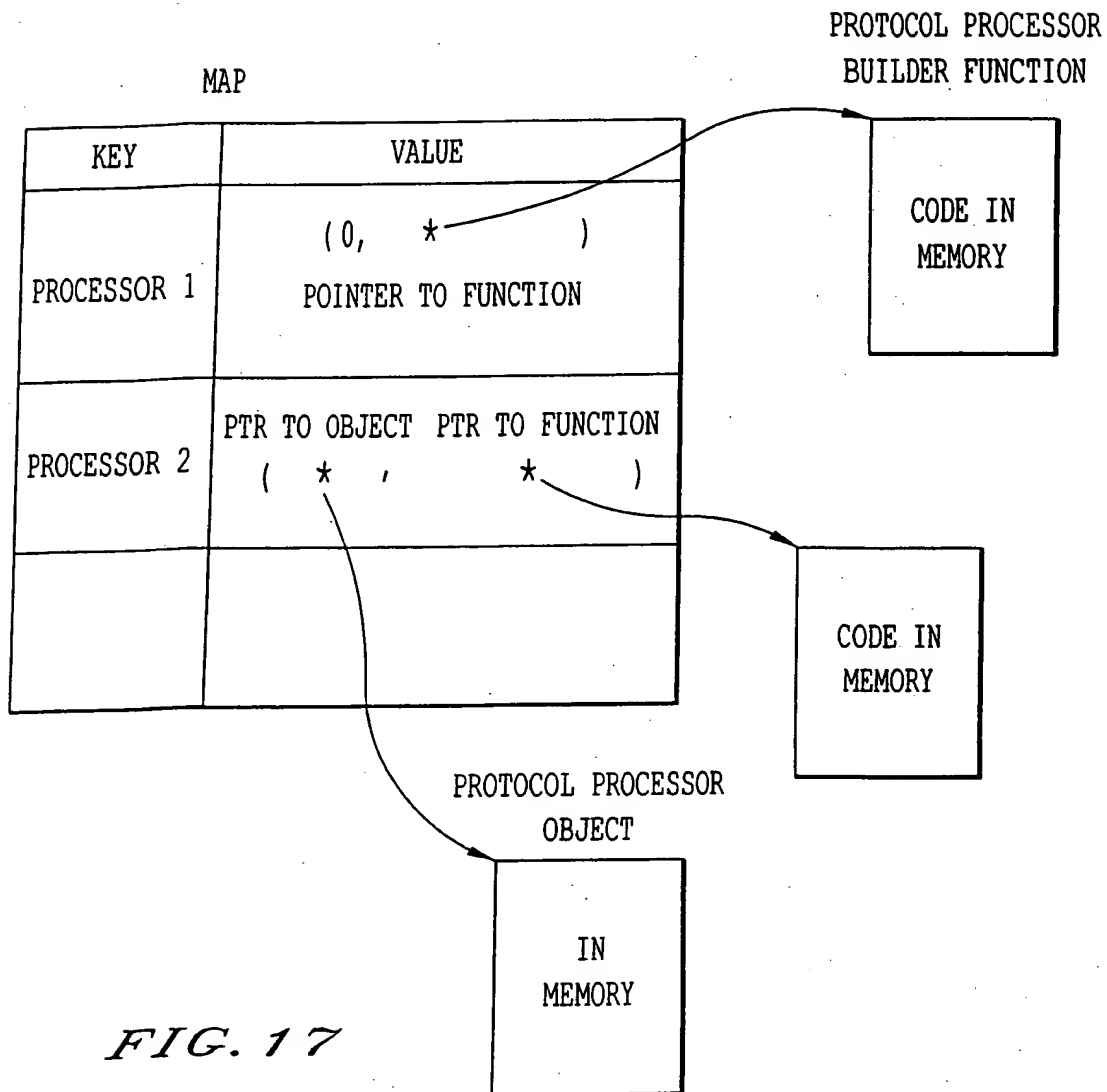 PROTOCOL PROCESSOR
BUILDER FUNCTION
MAP
KEY VALUE
CODE IN
MEMORY
(0, * )
PROCESSOR 1
POINTER TO FUNCTION
PTR TO OBJECT PTR TO FUNCTION
PROCESSOR 2
( * , * )
CODE IN
MEMORY
PROTOCOL PROCESSOR
OBJECT
IN
MEMORY
FIG. 17